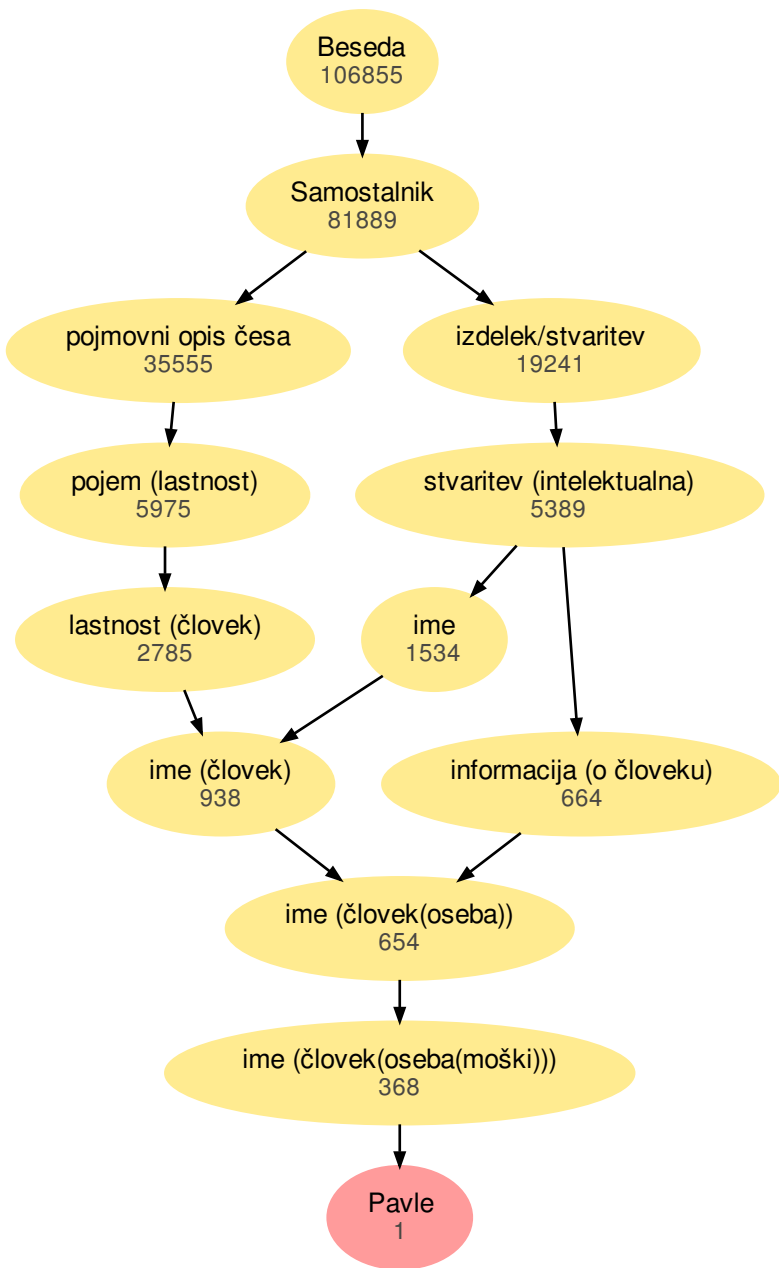 Beseda
106855
Samostalnik
81889
pojmovni opis česa
35555
izdelek/stvaritev
19241
pojem (lastnost)
5975
stvaritev (intelektualna)
5389
lastnost (človek)
2785
ime
1534
ime (človek)
938
informacija (o človeku)
664
ime (človek(oseba))
654
ime (človek(oseba(moški)))
368
Pavle
1